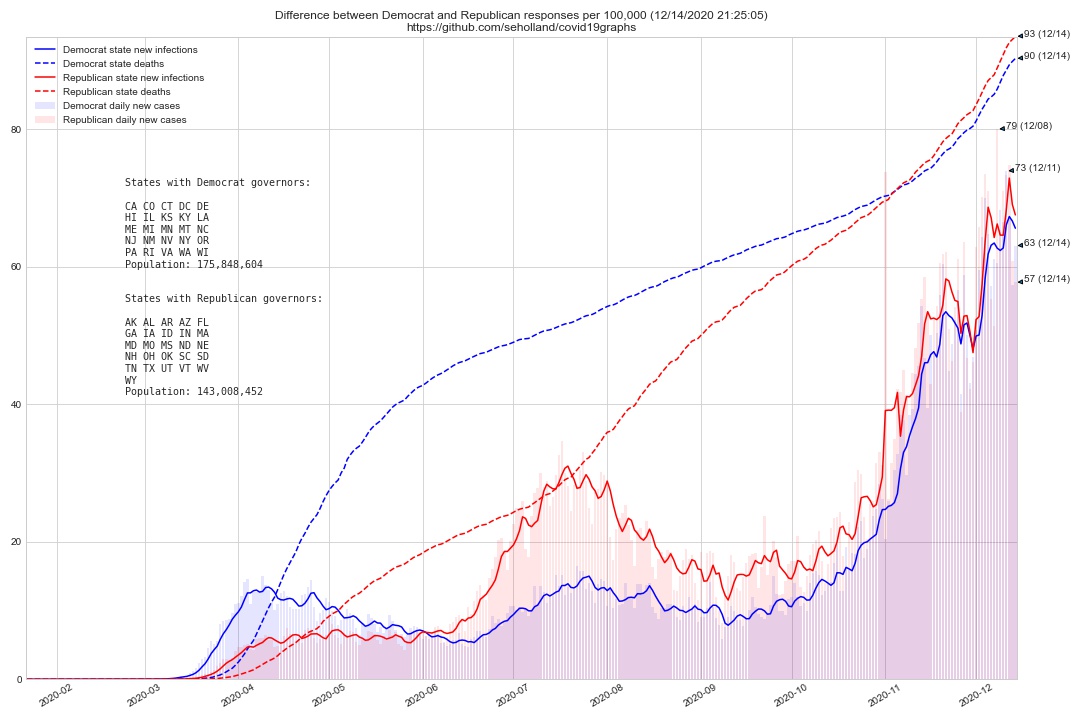 Difference between Democrat and Republican responses per 100,000 (12/14/2020 21:25:05)
https://github.com/seholland/covid19graphs
Democrat state new infections
Democrat state deaths
Republican state new infections
Republican state deaths
Democrat daily new cases
Republican daily new cases
93 (12/14)
90 (12/14)
79 (12/08)
73 (12/11)
63 (12/14)
57 (12/14)
States with Democrat governors:
CA CO CT DC DE
HI IL KS KY LA
ME MI MN MT NC
NJ NM NV NY OR
PA RI VA WA WI
Population: 175,848,604
States with Republican governors:
AK AL AR AZ FL
GA IA ID IN MA
MD MO MS ND NE
NH OH OK SC SD
TN TX UT VT WV
WY
Population: 143,008,452
80
60
40
20
0
2020-02
2020-03
2020-04
2020-05
2020-06
2020-07
2020-08
2020-09
2020-10
2020-11
2020-12